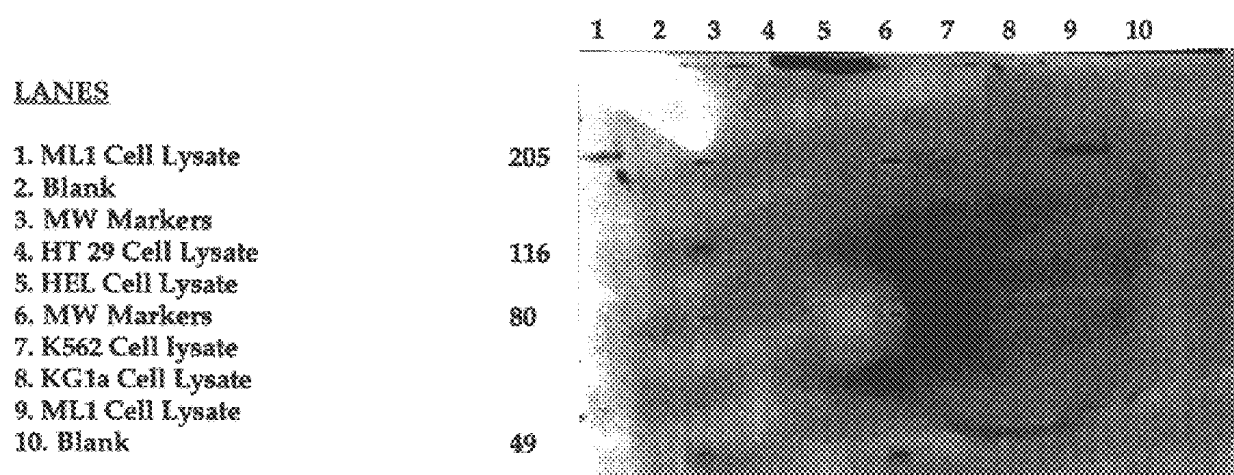 1 2 3 4 5 6 7 8 9 10
LANES
1. ML1 Cell Lysate 205
2. Blank
3. MW Markers
4. HT 29 Cell Lysate 116
5. HEL Cell Lysate
6. MW Markers 80
7. K562 Cell lysate
8. KG1a Cell Lysate
9. ML1 Cell Lysate
10. Blank 49